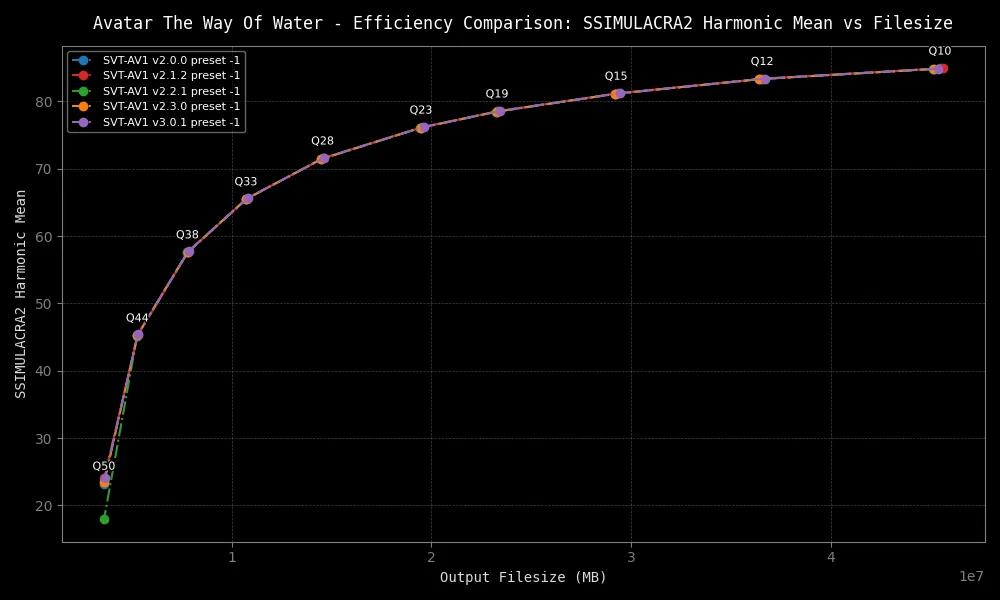 Avatar The Way Of Water - Efficiency Comparison: SSIMULACRA2 Harmonic Mean vs Filesize
SVT-AV1 v2.0.0 preset -1
SVT-AV1 v2.1.2 preset -1
SVT-AV1 v2.2.1 preset -1
SVT-AV1 v2.3.0 preset -1
SVT-AV1 v3.0.1 preset -1
Q10
Q12
Q15
Q19
Q23
Q28
Q33
Q38
Q44
Q50
80
70
60
50
40
30
20
SSIMULACRA2 Harmonic Mean
1
2
3
4
1e7
Output Filesize (MB)